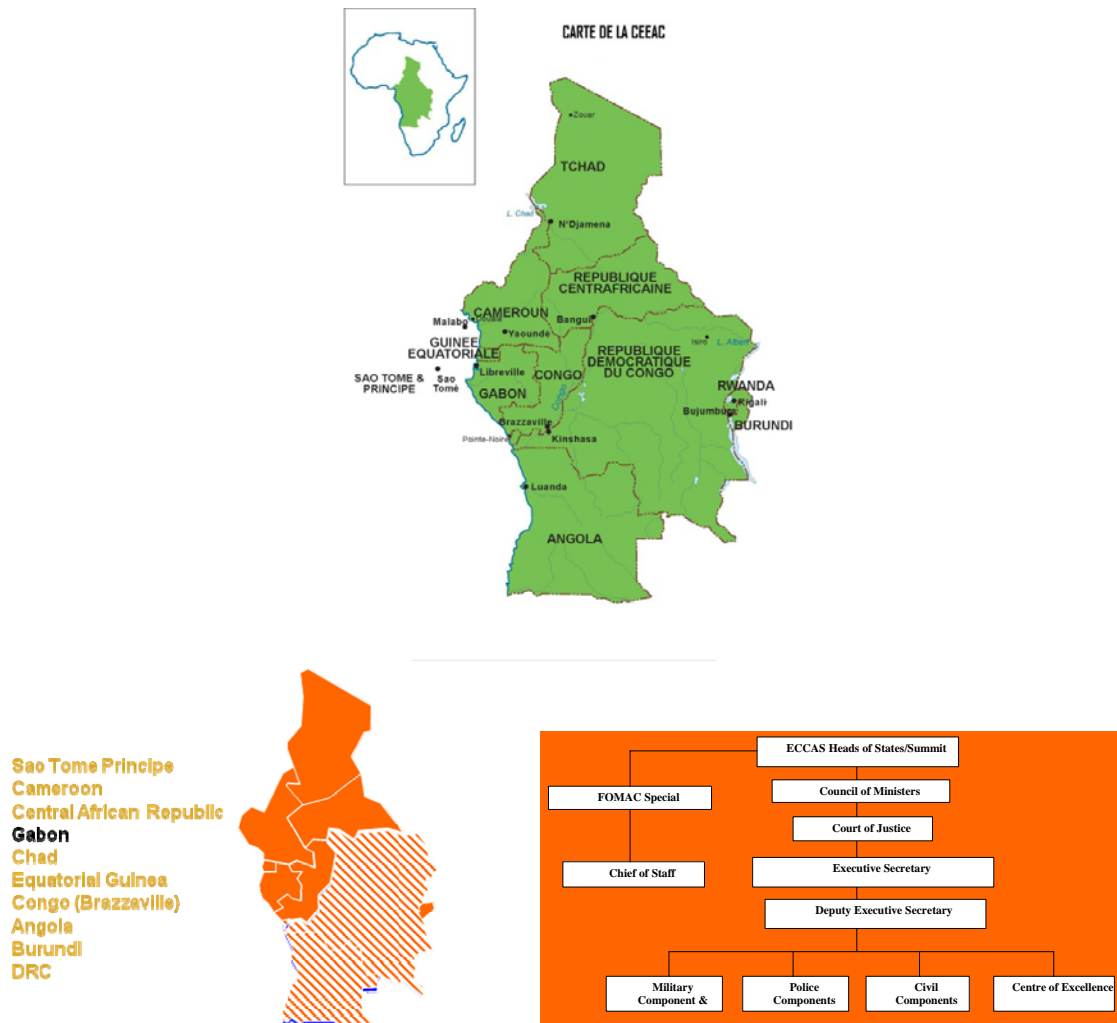 CARTE DE LA CEEAC
Zouar
TCHAD
L. Chad
N'Djamena
REPUBLIQUE
CENTRAFRICAINE
CAMEROUN
Malabo
Douala
Bangui
Yaoundé
GUINEE
EQUATORIALE
Isiro
L. Albert
REPUBLIQUE
DEMOCRATIQUE
DU CONGO
Libreville
CONGO
SAO TOME &
PRINCIPE
Sao
Tomé
GABON
Congo
RWANDA
Kigali
Bujumbura
BURUNDI
Brazzaville
Pointe-Noire
Kinshasa
Luanda
ANGOLA
Sao Tome Principe
Cameroon
Central African Republic
Gabon
Chad
Equatorial Guinea
Congo (Brazzaville)
Angola
Burundi
DRC
ECCAS Heads of States/Summit
FOMAC Special
Council of Ministers
Court of Justice
Chief of Staff
Executive Secretary
Deputy Executive Secretary
Military
Component &
Police
Components
Civil
Components
Centre of Excellence